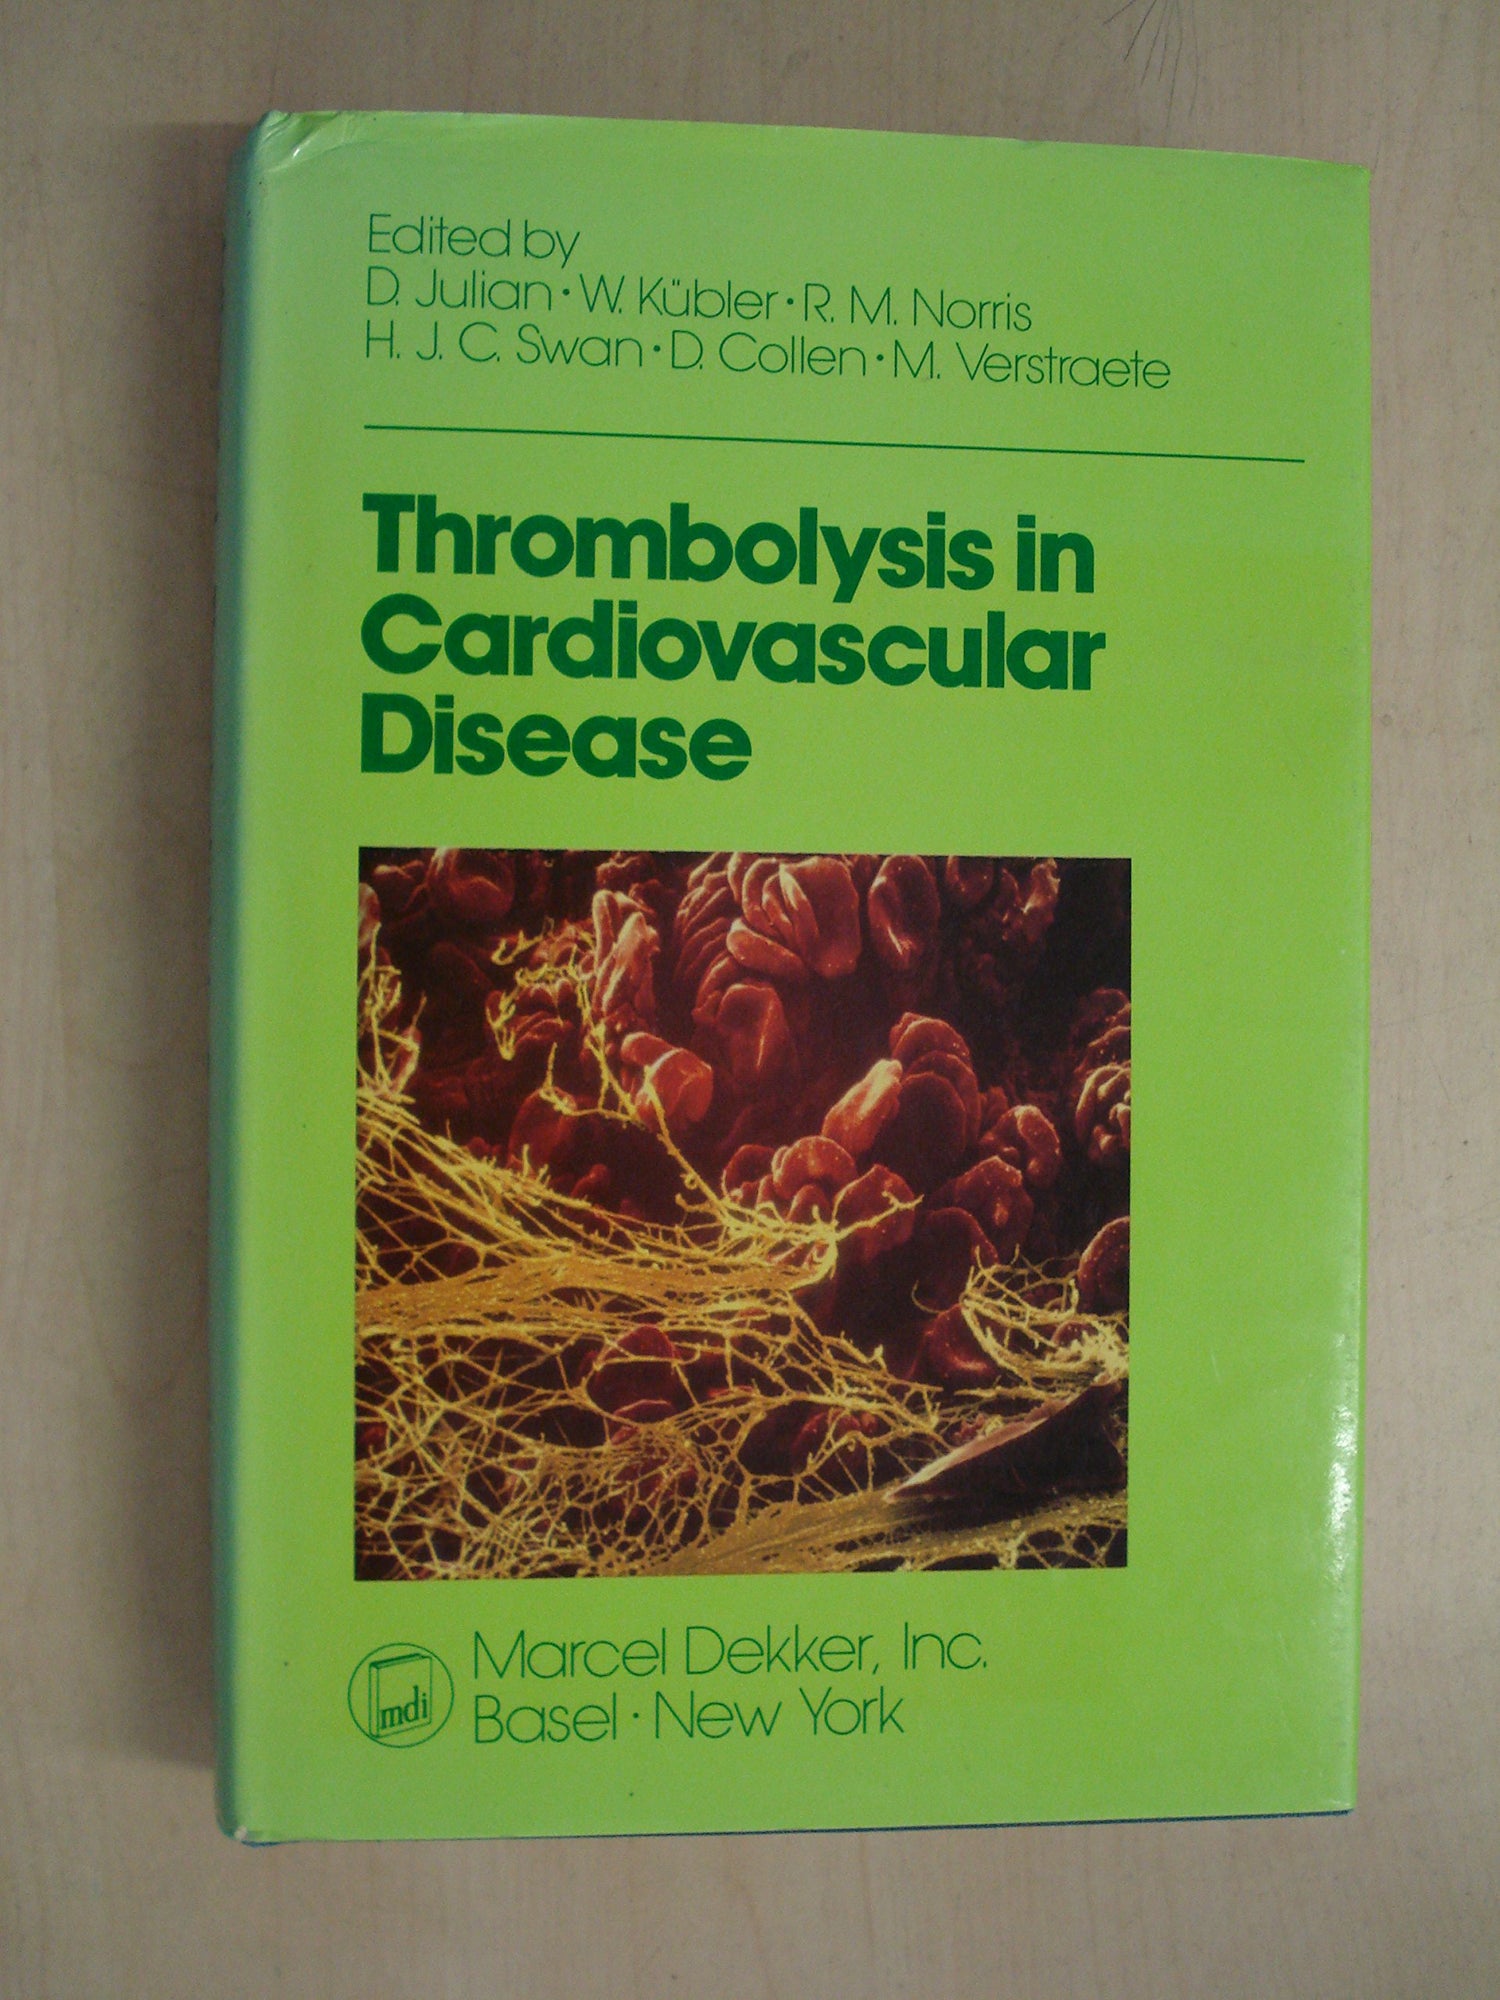 Edited by
D. Julian · W. Kübler · R. M. Norris
H. J. C. Swan · D. Collen · M. Verstraete
Thrombolysis in
Cardiovascular
Disease
mdi
Marcel Dekker, Inc.
Basel · New York